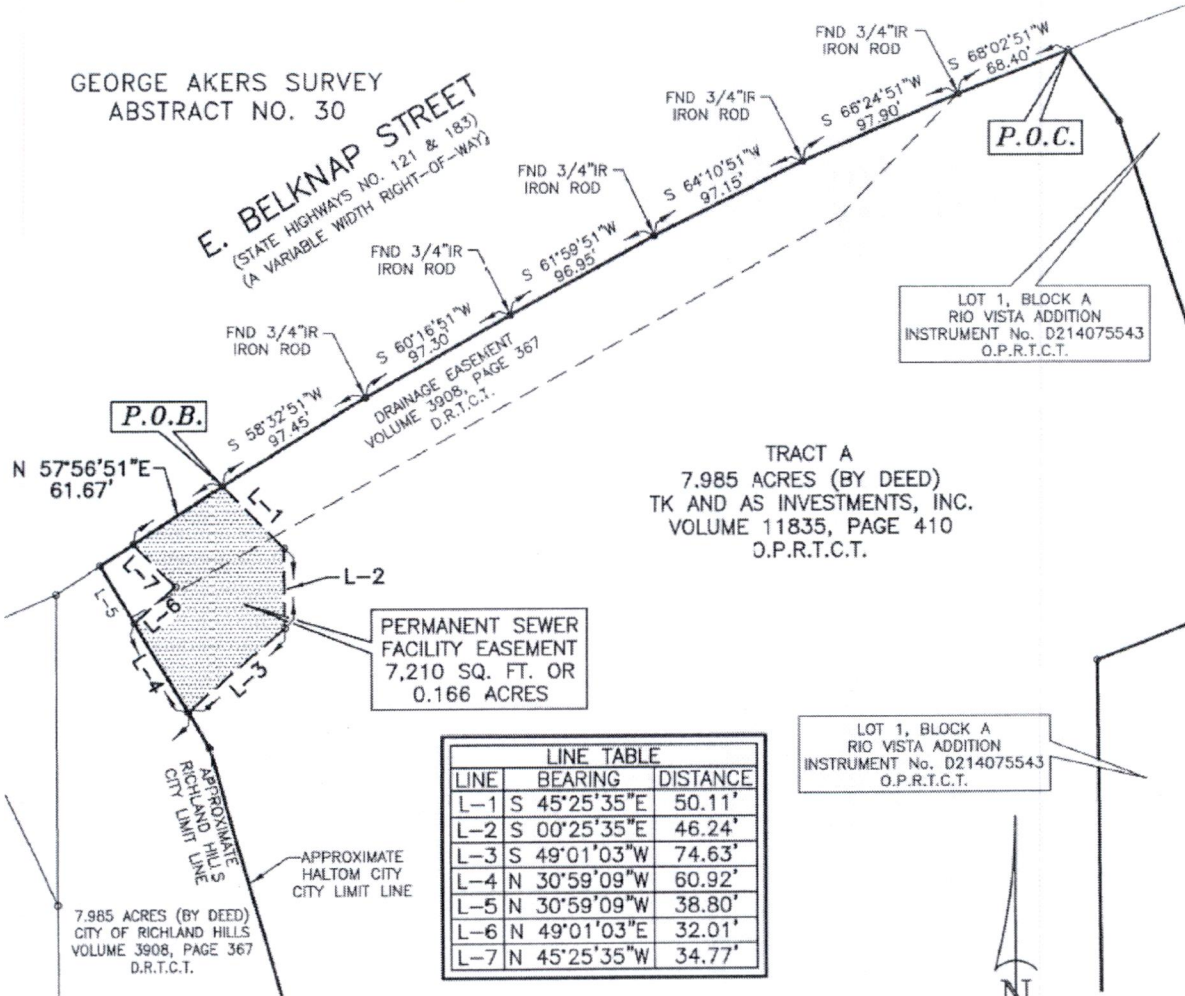 GEORGE AKERS SURVEY
ABSTRACT NO. 30
E. BELKNAP STREET
(STATE HIGHWAYS NO. 121 & 183)
(A VARIABLE WIDTH RIGHT-OF-WAY)
FND 3/4"IR
IRON ROD
S 68°02'51"W
68.40'
P.O.C.
FND 3/4"IR
IRON ROD
S 66°24'51"W
97.90'
FND 3/4"IR
IRON ROD
S 64°10'51"W
97.15'
FND 3/4"IR
IRON ROD
S 61°59'51"W
96.95'
FND 3/4"IR
IRON ROD
S 60°16'51"W
97.30'
DRAINAGE EASEMENT
VOLUME 3908, PAGE 367
D.R.T.C.T.
LOT 1, BLOCK A
RIO VISTA ADDITION
INSTRUMENT No. D214075543
O.P.R.T.C.T.
P.O.B.
S 58°32'51"W
97.45'
N 57°56'51"E
61.67'
TRACT A
7.985 ACRES (BY DEED)
TK AND AS INVESTMENTS, INC.
VOLUME 11835, PAGE 410
O.P.R.T.C.T.
L-1
L-7
L-2
L-6
L-5
L-4
L-3
PERMANENT SEWER
FACILITY EASEMENT
7,210 SQ. FT. OR
0.166 ACRES
LOT 1, BLOCK A
RIO VISTA ADDITION
INSTRUMENT No. D214075543
O.P.R.T.C.T.
APPROXIMATE
RICHLAND HILLS
CITY LIMIT LINE
APPROXIMATE
HALTOM CITY
CITY LIMIT LINE
7.985 ACRES (BY DEED)
CITY OF RICHLAND HILLS
VOLUME 3908, PAGE 367
D.R.T.C.T.
LINE TABLE
LINE BEARING DISTANCE
L-1 S 45°25'35"E 50.11'
L-2 S 00°25'35"E 46.24'
L-3 S 49°01'03"W 74.63'
L-4 N 30°59'09"W 60.92'
L-5 N 30°59'09"W 38.80'
L-6 N 49°01'03"E 32.01'
L-7 N 45°25'35"W 34.77'
N